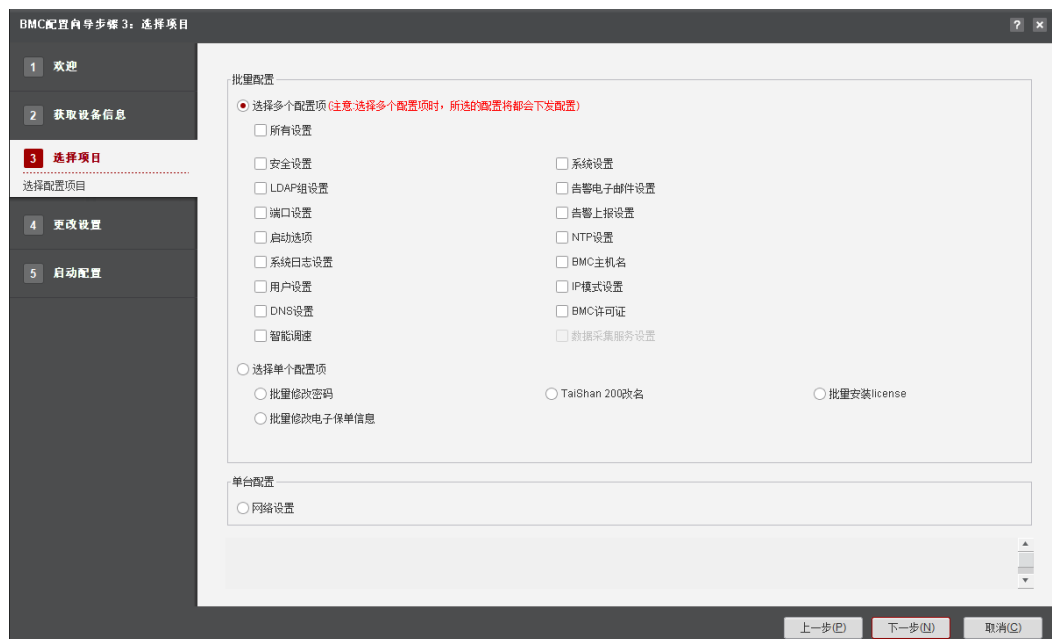 BMC配置向导步骤 3：选择项目
? ×
1 欢迎
2 获取设备信息
3 选择项目
选择配置项目
4 更改设置
5 启动配置
批量配置
选择多个配置项(注意:选择多个配置项时，所选的配置将都会下发配置)
所有设置
安全设置 系统设置
LDAP组设置 告警电子邮件设置
端口设置 告警上报设置
启动选项 NTP设置
系统日志设置 BMC主机名
用户设置 IP模式设置
DNS设置 BMC许可证
智能调速 数据采集服务设置
选择单个配置项
批量修改密码 TaiShan 200改名 批量安装license
批量修改电子保单信息
单台配置
网络设置
上一步(P) 下一步(N) 取消(C)